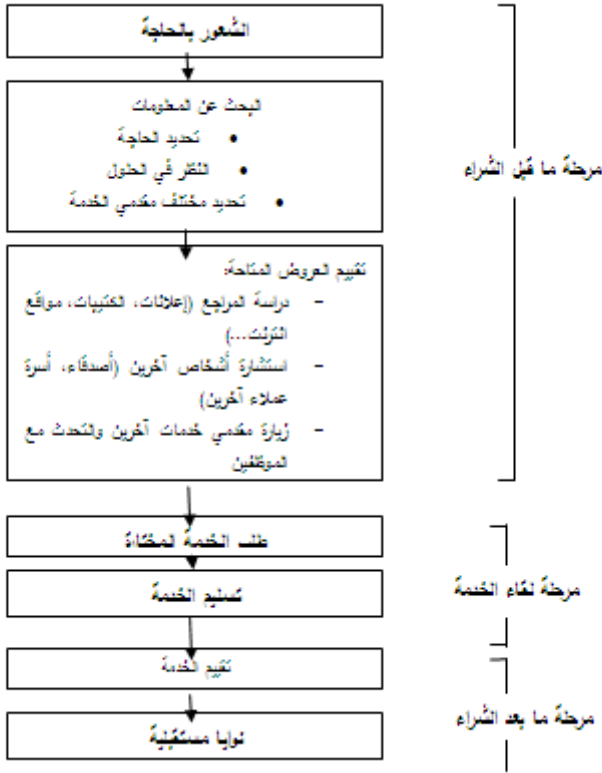 الشعور بالحاجة
البحث عن المعلومات
• تحديد الحاجة
• النظر في الحلول
• تحديد مختلف مقدمي الخدمة
مرحلة ما قبل الشراء
تقييم العروض المتاحة:
- دراسة المراجع (إعلانات، الكتيبات، مواقع
انترنت...)
- استشارة أشخاص آخرين (أصدقاء، أسرة
عملاء آخرين)
- زيارة مقدمي خدمات آخرين والتحدث مع
الموظفين
طلب الخدمة المختارة
تسليم الخدمة
مرحلة لقاء الخدمة
تقييم الخدمة
نوايا مستقبلية
مرحلة ما بعد الشراء